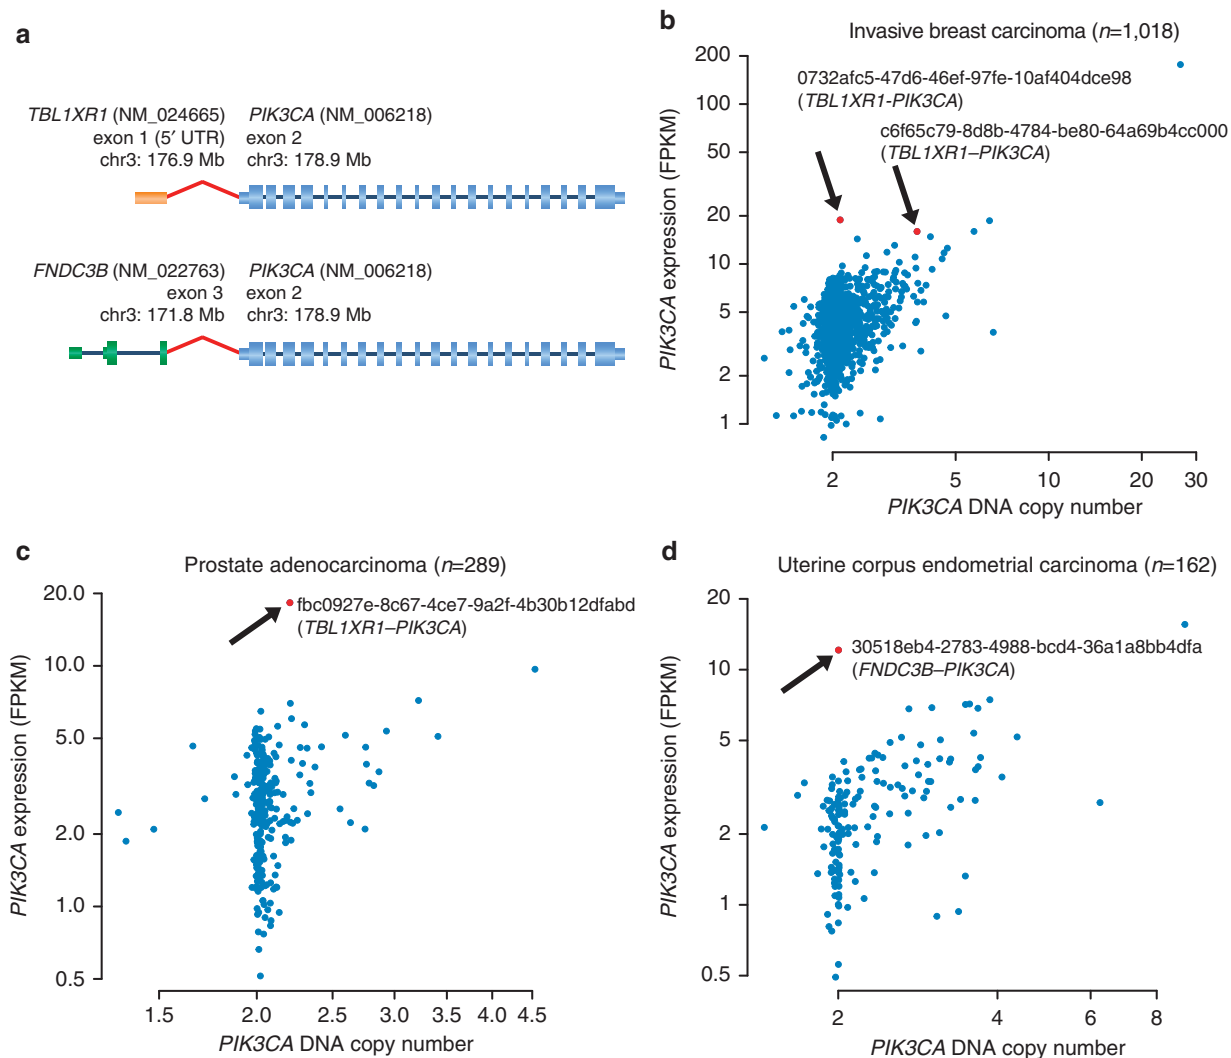 a
TBL1XR1 (NM_024665) PIK3CA (NM_006218)
exon 1 (5′ UTR) exon 2
chr3: 176.9 Mb chr3: 178.9 Mb
FNDC3B (NM_022763) PIK3CA (NM_006218)
exon 3 exon 2
chr3: 171.8 Mb chr3: 178.9 Mb
b
Invasive breast carcinoma (n=1,018)
PIK3CA expression (FPKM)
200
100
50
20
10
5
2
1
0732afc5-47d6-46ef-97fe-10af404dce98
(TBL1XR1-PIK3CA)
c6f65c79-8d8b-4784-be80-64a69b4cc000
(TBL1XR1–PIK3CA)
2 5 10 20 30
PIK3CA DNA copy number
c
Prostate adenocarcinoma (n=289)
PIK3CA expression (FPKM)
20.0
10.0
5.0
2.0
1.0
0.5
fbc0927e-8c67-4ce7-9a2f-4b30b12dfabd
(TBL1XR1–PIK3CA)
1.5 2.0 2.5 3.0 3.5 4.0 4.5
PIK3CA DNA copy number
d
Uterine corpus endometrial carcinoma (n=162)
PIK3CA expression (FPKM)
20
10
5
2
1
0.5
30518eb4-2783-4988-bcd4-36a1a8bb4dfa
(FNDC3B–PIK3CA)
2 4 6 8
PIK3CA DNA copy number